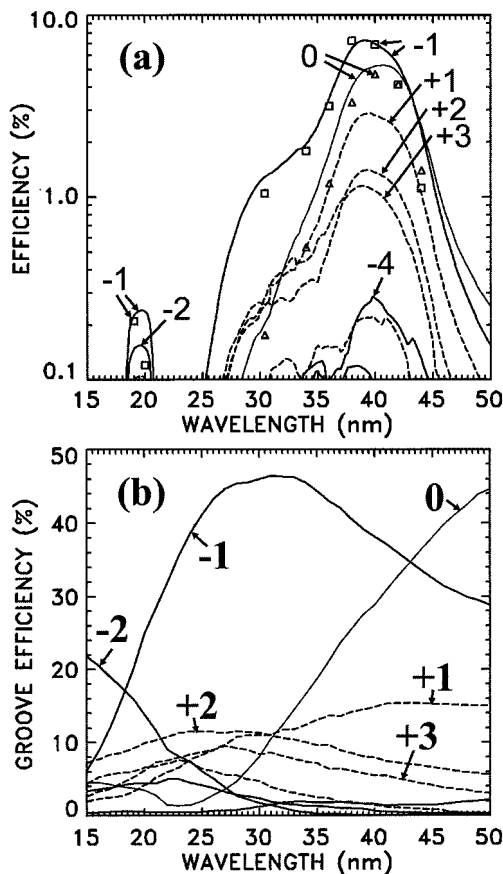 10.0
(a)
-1
0
+1
+2
+3
1.0
EFFICIENCY (%)
-1
-2
-4
0.1
15 20 25 30 35 40 45 50
WAVELENGTH (nm)
50
(b)
0
40
-1
30
GROOVE EFFICIENCY (%)
-2
20
+2
+1
10
+3
0
15 20 25 30 35 40 45 50
WAVELENGTH (nm)